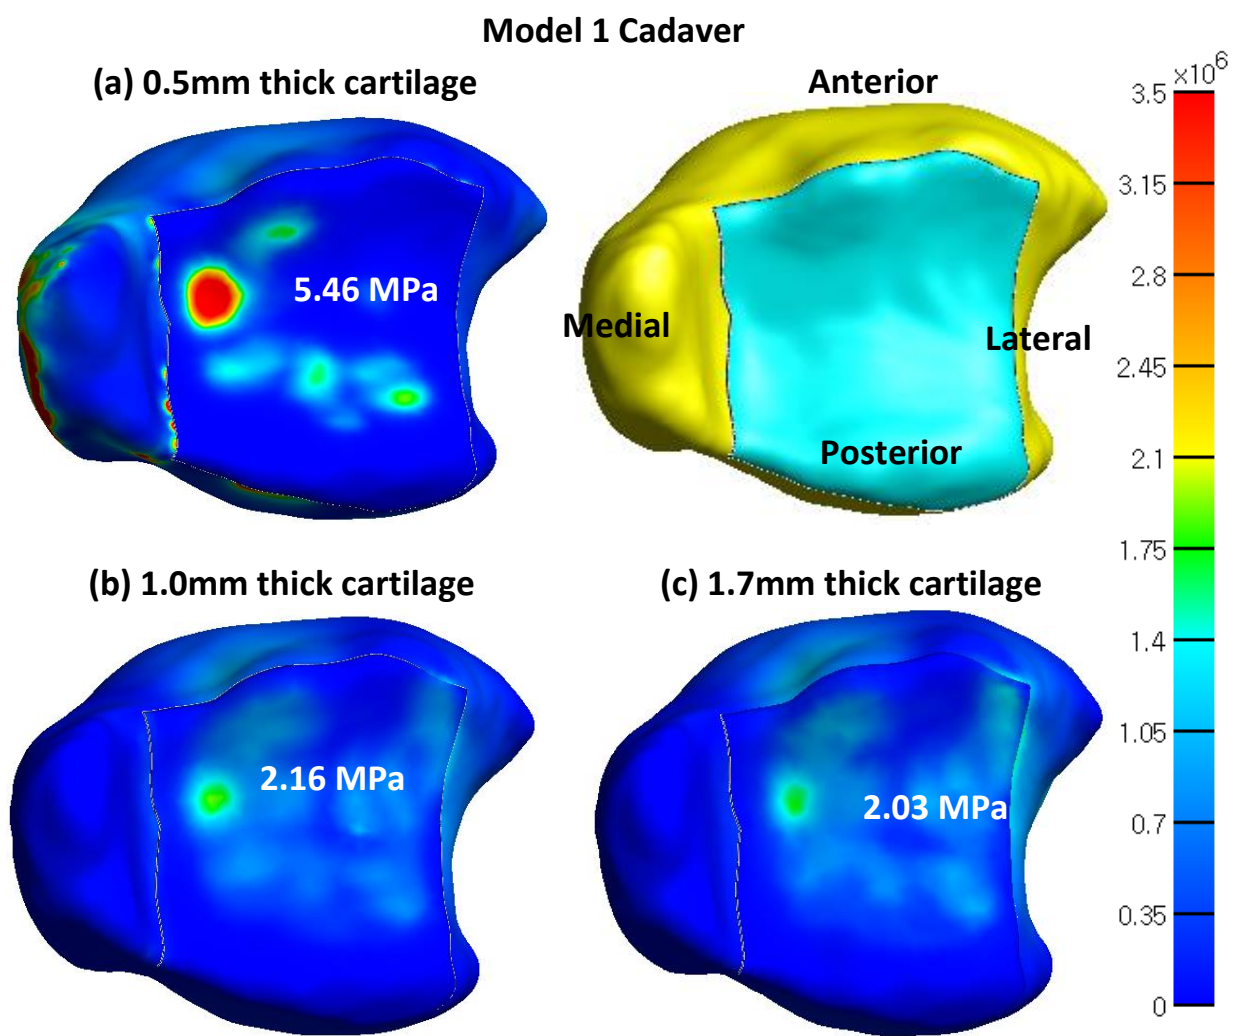 Model 1 Cadaver
(a) 0.5mm thick cartilage
5.46 MPa
Anterior
Medial
Lateral
Posterior
(b) 1.0mm thick cartilage
2.16 MPa
(c) 1.7mm thick cartilage
2.03 MPa
×10⁶
3.5
3.15
2.8
2.45
2.1
1.75
1.4
1.05
0.7
0.35
0